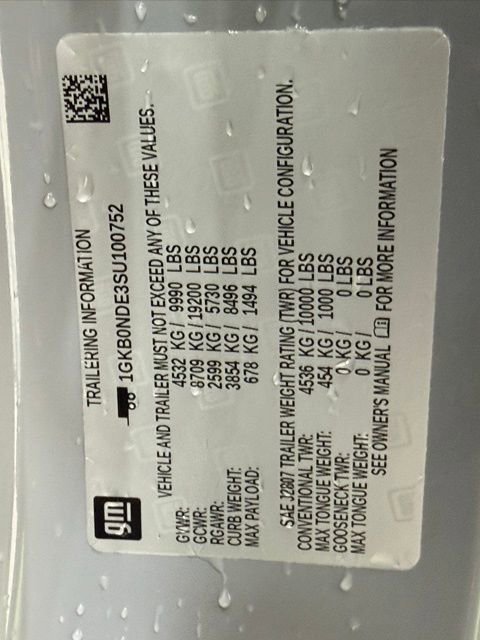 gm
TRAILERING INFORMATION
1GKB0NDE3SU100752
VEHICLE AND TRAILER MUST NOT EXCEED ANY OF THESE VALUES.
GVWR: 4532 KG / 9990 LBS
GCWR: 8709 KG / 19200 LBS
RGAWR: 2599 KG / 5730 LBS
CURB WEIGHT: 3854 KG / 8496 LBS
MAX PAYLOAD: 678 KG / 1494 LBS
SAE J2807 TRAILER WEIGHT RATING (TWR) FOR VEHICLE CONFIGURATION.
CONVENTIONAL TWR: 4536 KG / 10000 LBS
MAX TONGUE WEIGHT: 454 KG / 1000 LBS
GOOSENECK TWR: 0 KG / 0 LBS
MAX TONGUE WEIGHT: 0 KG / 0 LBS
SEE OWNER'S MANUAL FOR MORE INFORMATION